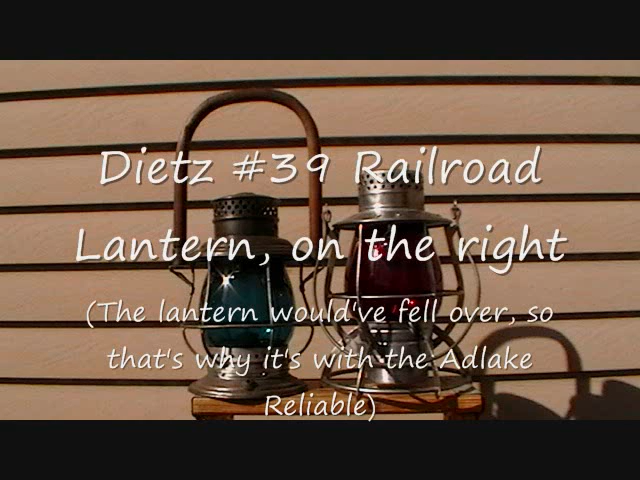 Dietz #39 Railroad
Lantern, on the right
(The lantern would've fell over, so
that's why it's with the Adlake
Reliable)